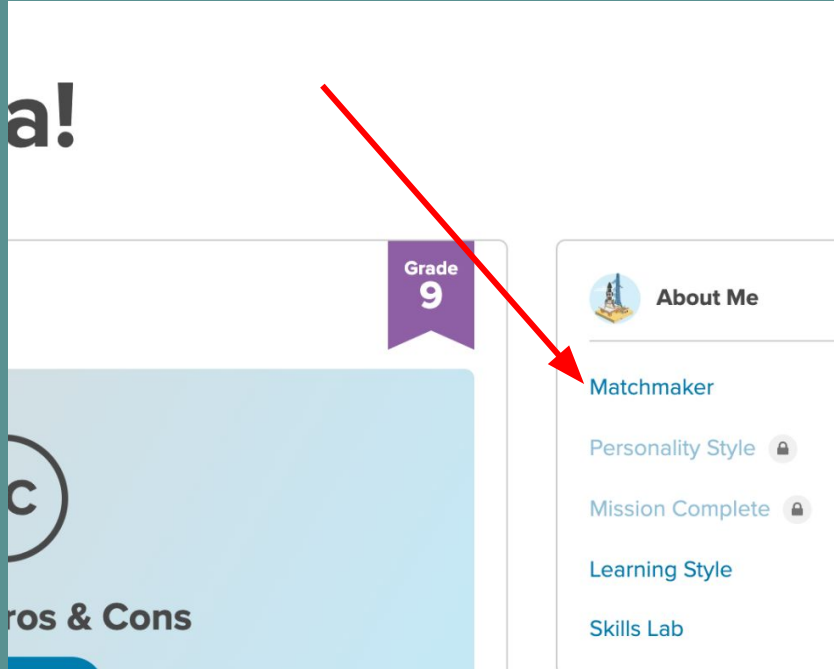 a!
Grade
9
About Me
Matchmaker
Personality Style
Mission Complete
Learning Style
Skills Lab
C
ros & Cons